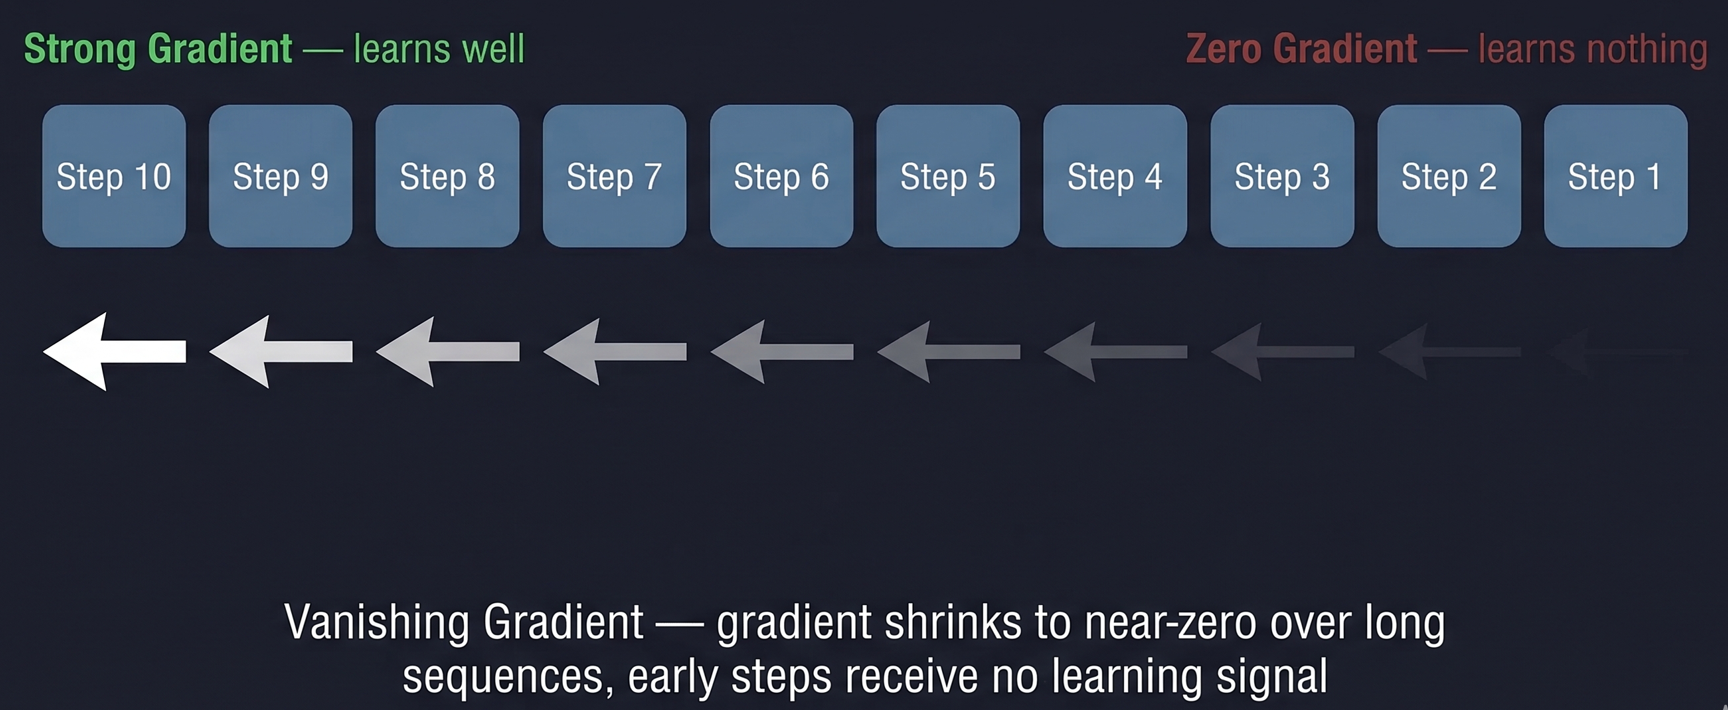 Strong Gradient — learns well
Zero Gradient — learns nothing
Step 10
Step 9
Step 8
Step 7
Step 6
Step 5
Step 4
Step 3
Step 2
Step 1
Vanishing Gradient — gradient shrinks to near-zero over long
sequences, early steps receive no learning signal